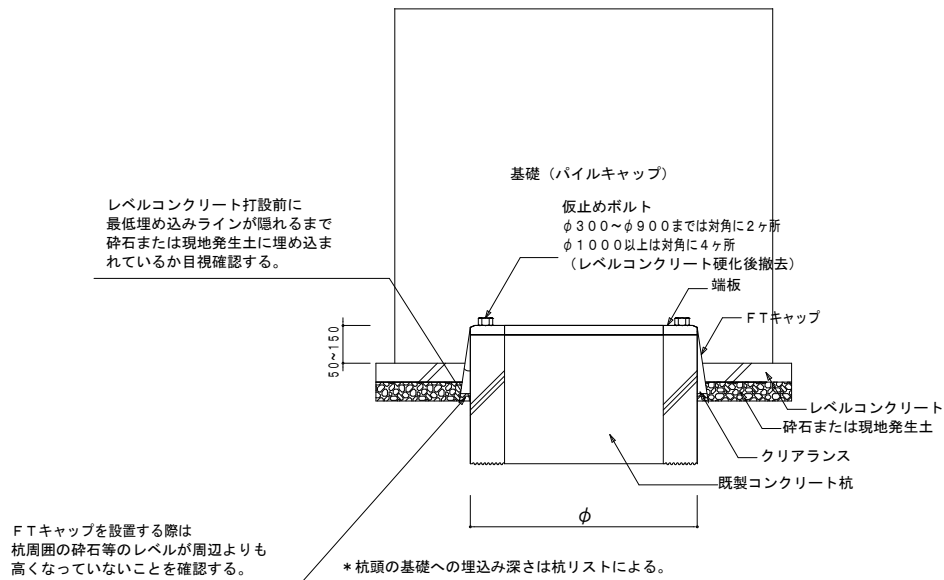 基礎（パイルキャップ）
レベルコンクリート打設前に
最低埋め込みラインが隠れるまで
砕石または現地発生土に埋め込ま
れているか目視確認する。
仮止めボルト
φ３００～φ９００までは対角に２ヶ所
φ１０００以上は対角に４ヶ所
（レベルコンクリート硬化後撤去）
端板
ＦＴキャップ
50~150
レベルコンクリート
砕石または現地発生土
クリアランス
既製コンクリート杭
φ
ＦＴキャップを設置する際は
杭周囲の砕石等のレベルが周辺よりも
高くなっていないことを確認する。
＊杭頭の基礎への埋込み深さは杭リストによる。